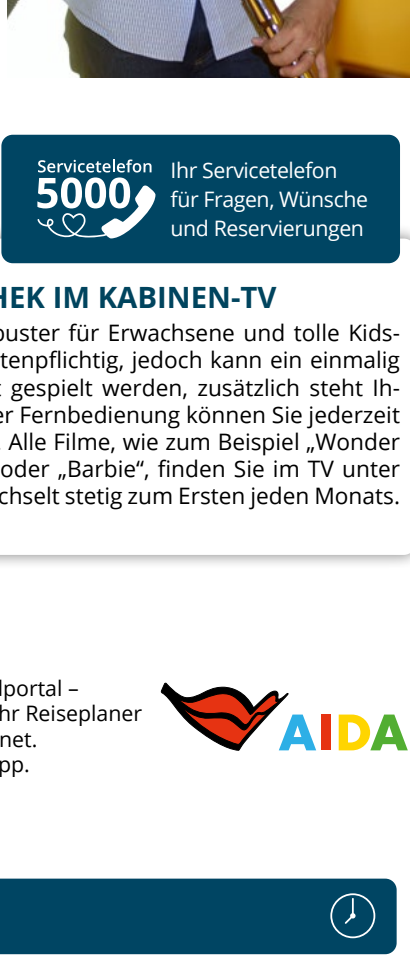 Servicetelefon
5000
Ihr Servicetelefon
für Fragen, Wünsche
und Reservierungen
HEK IM KABINEN-TV
buster für Erwachsene und tolle Kids-
tenpflichtig, jedoch kann ein einmalig
t gespielt werden, zusätzlich steht Ih-
er Fernbedienung können Sie jederzeit
. Alle Filme, wie zum Beispiel „Wonder
oder „Barbie“, finden Sie im TV unter
chselt stetig zum Ersten jeden Monats.
lportal –
hr Reiseplaner
net.
pp.
AIDA